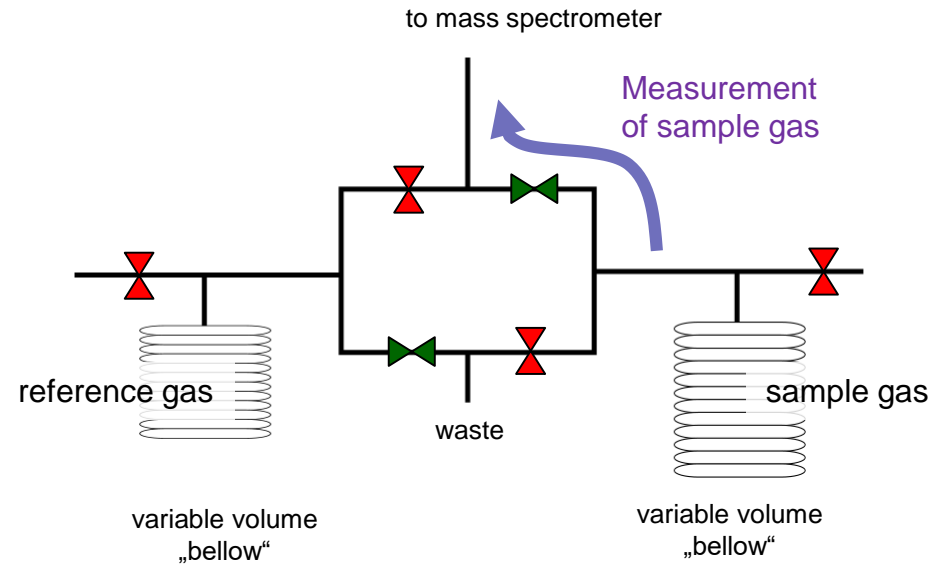 to mass spectrometer
Measurement
of sample gas
reference gas
sample gas
waste
variable volume
„bellow“
variable volume
„bellow“